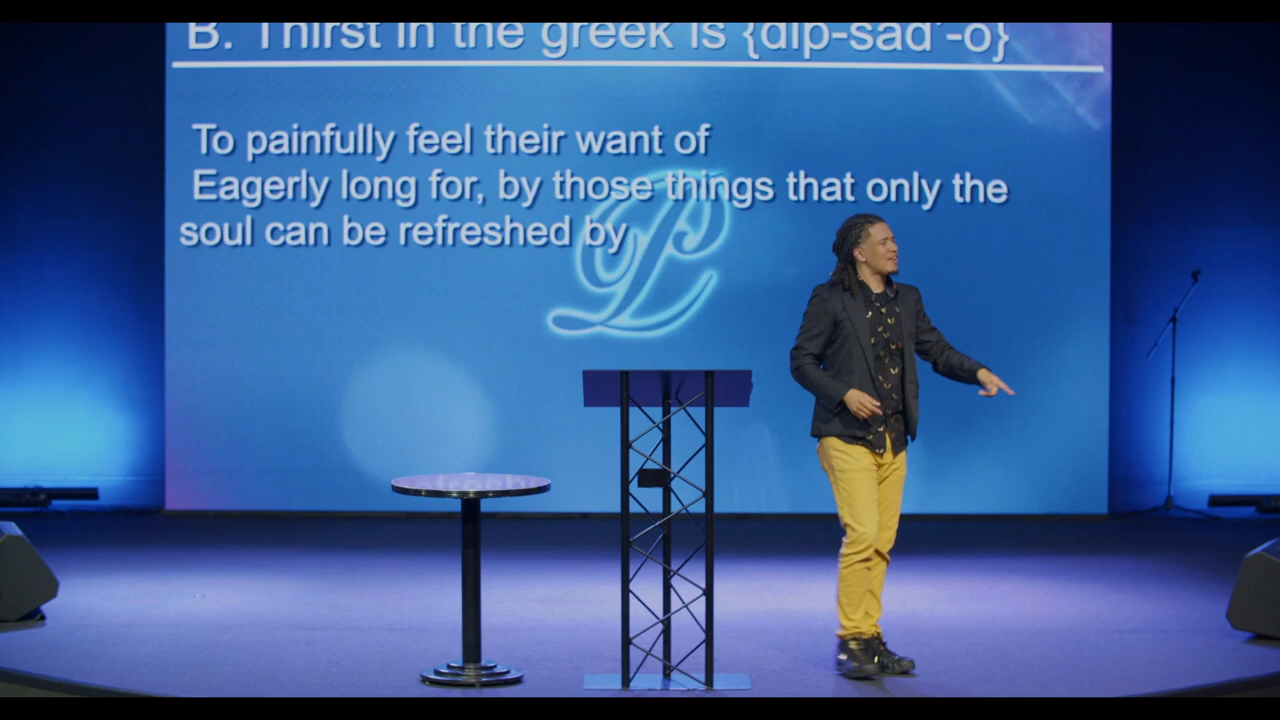 B. Thirst in the greek is {dip-sad'-o}
To painfully feel their want of
Eagerly long for, by those things that only the
soul can be refreshed by